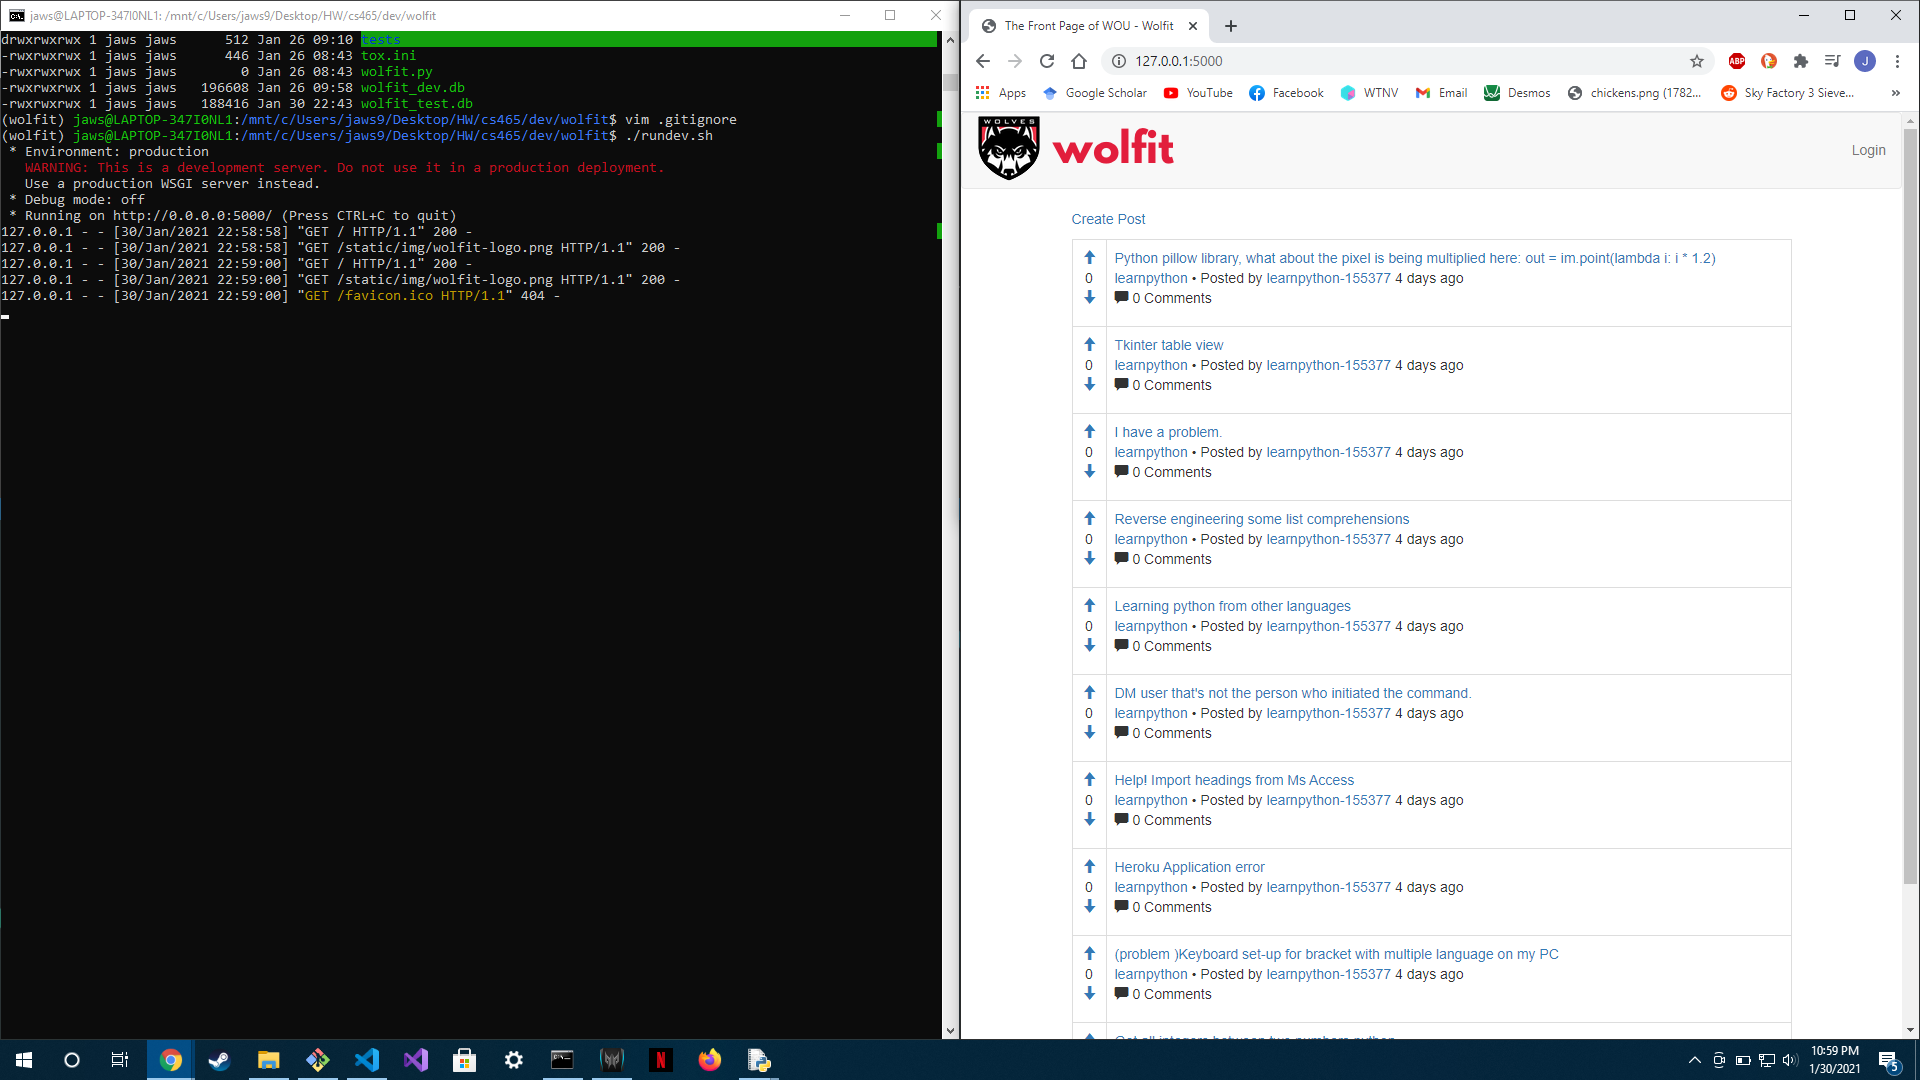 jaws@LAPTOP-347I0NL1: /mnt/c/Users/jaws9/Desktop/HW/cs465/dev/wolfit
drwxrwxrwx 1 jaws jaws      512 Jan 26 09:10 tests
-rwxrwxrwx 1 jaws jaws      446 Jan 26 08:43 tox.ini
-rwxrwxrwx 1 jaws jaws        0 Jan 26 08:43 wolfit.py
-rwxrwxrwx 1 jaws jaws   196608 Jan 26 09:58 wolfit_dev.db
-rwxrwxrwx 1 jaws jaws   188416 Jan 30 22:43 wolfit_test.db
(wolfit) jaws@LAPTOP-347I0NL1:/mnt/c/Users/jaws9/Desktop/HW/cs465/dev/wolfit$ vim .gitignore
(wolfit) jaws@LAPTOP-347I0NL1:/mnt/c/Users/jaws9/Desktop/HW/cs465/dev/wolfit$ ./rundev.sh
* Environment: production
WARNING: This is a development server. Do not use it in a production deployment.
Use a production WSGI server instead.
* Debug mode: off
* Running on http://0.0.0.0:5000/ (Press CTRL+C to quit)
127.0.0.1 - - [30/Jan/2021 22:58:58] "GET / HTTP/1.1" 200 -
127.0.0.1 - - [30/Jan/2021 22:58:58] "GET /static/img/wolfit-logo.png HTTP/1.1" 200 -
127.0.0.1 - - [30/Jan/2021 22:59:00] "GET / HTTP/1.1" 200 -
127.0.0.1 - - [30/Jan/2021 22:59:00] "GET /static/img/wolfit-logo.png HTTP/1.1" 200 -
127.0.0.1 - - [30/Jan/2021 22:59:00] "GET /favicon.ico HTTP/1.1" 404 -
The Front Page of WOU - Wolfit
127.0.0.1:5000
ABP
J
Apps Google Scholar YouTube Facebook WTNV Email Desmos chickens.png (1782... Sky Factory 3 Sieve... »
WOLVES
wolfit
Login
Create Post
Python pillow library, what about the pixel is being multiplied here: out = im.point(lambda i: i * 1.2)
0 learnpython • Posted by learnpython-155377 4 days ago
0 Comments
Tkinter table view
0 learnpython • Posted by learnpython-155377 4 days ago
0 Comments
I have a problem.
0 learnpython • Posted by learnpython-155377 4 days ago
0 Comments
Reverse engineering some list comprehensions
0 learnpython • Posted by learnpython-155377 4 days ago
0 Comments
Learning python from other languages
0 learnpython • Posted by learnpython-155377 4 days ago
0 Comments
DM user that's not the person who initiated the command.
0 learnpython • Posted by learnpython-155377 4 days ago
0 Comments
Help! Import headings from Ms Access
0 learnpython • Posted by learnpython-155377 4 days ago
0 Comments
Heroku Application error
0 learnpython • Posted by learnpython-155377 4 days ago
0 Comments
(problem )Keyboard set-up for bracket with multiple language on my PC
0 learnpython • Posted by learnpython-155377 4 days ago
0 Comments
Get all integers between two numbers python
N
10:59 PM
1/30/2021
5